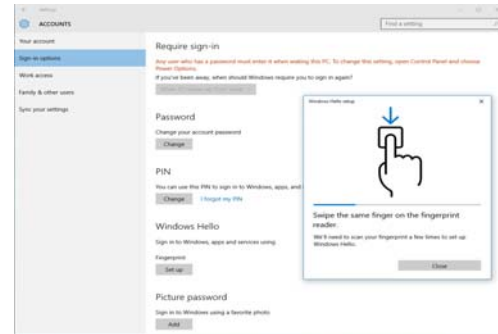 Settings
ACCOUNTS
Find a setting
Your account
Sign-in options
Work access
Family & other users
Sync your settings
Require sign-in
Any user who has a password must enter it when waking this PC. To change this setting, open Control Panel and choose
Power Options.
If you've been away, when should Windows require you to sign in again?
Password
Change your account password
Change
PIN
You can use this PIN to sign in to Windows, apps, and
Change
I forgot my PIN
Windows Hello
Sign in to Windows, apps and services using
Fingerprint
Set up
Picture password
Sign in to Windows using a favorite photo
Add
Windows Hello setup
Swipe the same finger on the fingerprint
reader.
We'll need to scan your fingerprint a few times to set up
Windows Hello.
Close